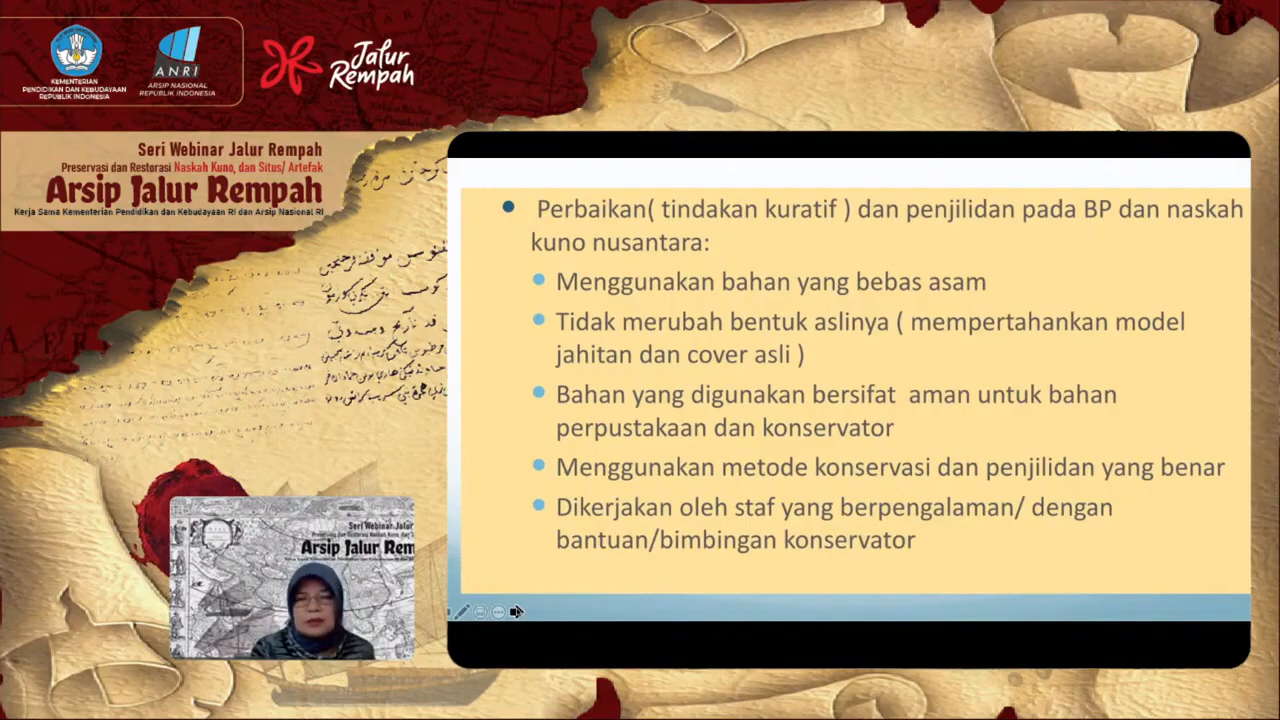 KEMENTERIAN
PENDIDIKAN DAN KEBUDAYAAN
REPUBLIK INDONESIA
ANRI
ARSIP NASIONAL
REPUBLIK INDONESIA
Jalur
Rempah
Seri Webinar Jalur Rempah
Preservasi dan Restorasi Naskah Kuno, dan Situs/ Artefak
Arsip Jalur Rempah
Kerja Sama Kementerian Pendidikan dan Kebudayaan RI dan Arsip Nasional RI
Perbaikan( tindakan kuratif ) dan penjilidan pada BP dan naskah
kuno nusantara:
Menggunakan bahan yang bebas asam
Tidak merubah bentuk aslinya ( mempertahankan model
jahitan dan cover asli )
Bahan yang digunakan bersifat aman untuk bahan
perpustakaan dan konservator
Menggunakan metode konservasi dan penjilidan yang benar
Dikerjakan oleh staf yang berpengalaman/ dengan
bantuan/bimbingan konservator
Seri Webinar Jalur
Arsip Jalur Rem